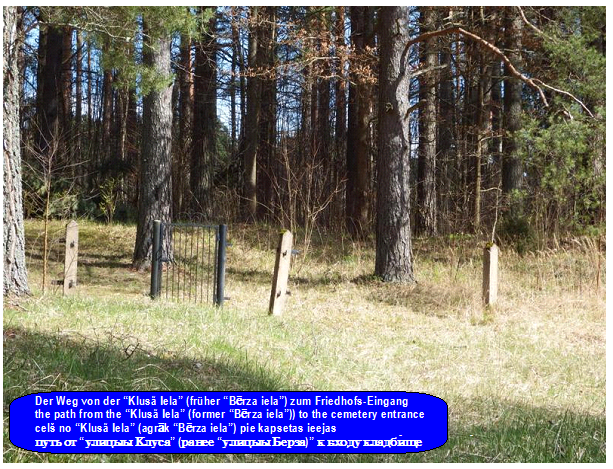 Der Weg von der “Klusā Iela” (früher “Bērza iela”) zum Friedhofs-Eingang
the path from the “Klusā Iela” (former “Bērza iela”)) to the cemetery entrance
celš no “Klusā Iela” (agrāk “Bērza iela”) pie kapsetas ieejas
путь от “улицыы Клуса” (ранее “улицыы Берза)” к входу кладбище